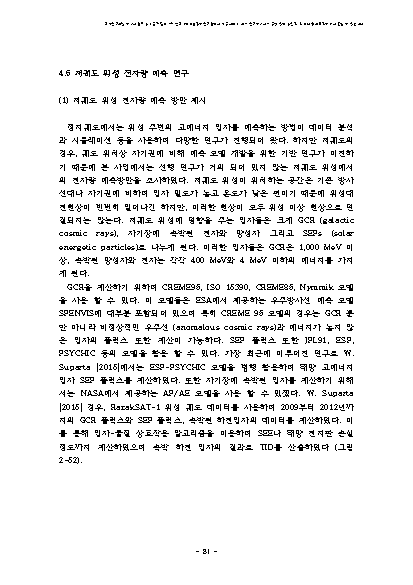 4.6 저궤도 위성 전자량 예측 연구
(1) 저궤도 위성 전자량 예측 방안 제시
정지궤도에서는 위성 주변의 고에너지 입자를 예측하는 방법이 데이터 분석
과 시뮬레이션 등을 사용하여 다양한 연구가 진행되어 왔다. 하지만 저궤도의
경우, 궤도 위치상 자기권에 비해 예측 모델 개발을 위한 기반 연구가 미진하
기 때문에 본 사업에서는 선행 연구가 거의 되어 있지 않는 저궤도 위성에서
의 전자량 예측방안을 조사하였다. 저궤도 위성이 위치하는 공간은 기존 방사
선대나 자기권에 비하여 입자 밀도가 높고 온도가 낮은 편이기 때문에 위성대
전현상이 빈번히 일어나긴 하지만, 이러한 현상이 모두 위성 이상 현상으로 연
결되지는 않는다. 저궤도 위성에 영향을 주는 입자들은 크게 GCR (galactic
cosmic rays), 자기장에 속박된 전자와 양성자 그리고 SEPs (solar
energetic particles)로 나누게 된다. 이러한 입자들은 GCR은 1,000 MeV 이
상, 속박된 양성자와 전자는 각각 400 MeV와 4 MeV 이하의 에너지를 가지
게 된다.
GCR을 계산하기 위하여 CREME96, ISO 15390, CREME86, Nymmik 모델
을 사용 할 수 있다. 이 모델들은 ESA에서 제공하는 우주방사선 예측 모델
SPENVIS에 대부분 포함되어 있으며 특히 CREME 96 모델의 경우는 GCR 뿐
만 아니라 비정상적인 우주선 (anomalous cosmic rays)과 에너지가 높지 않
은 입자의 플럭스 또한 계산이 가능하다. SEP 플럭스 또한 JPL91, ESP,
PSYCHIC 등의 모델을 활용 할 수 있다. 가장 최근에 이루어진 연구로 W.
Suparta [2015]에서는 ESP-PSYCHIC 모델을 병행 활용하여 태양 고에너지
입자 SEP 플럭스를 계산하였다. 또한 자기장에 속박된 입자를 계산하기 위해
서는 NASA에서 제공하는 AP/AE 모델을 사용 할 수 있었다. W. Suparta
[2015] 경우, RazakSAT-1 위성 궤도 데이터를 사용하여 2009부터 2012년까
지의 GCR 플럭스와 SEP 플럭스, 속박된 하전입자의 데이터를 계산하였다. 이
를 통해 입자-물질 상호작용 알고리즘을 이용하여 SEE나 태양 전지판 손실
정도까지 계산하였으며 속박 하전 입자의 결과로 TID를 산출하였다 (그림
2-52).
- 81 -